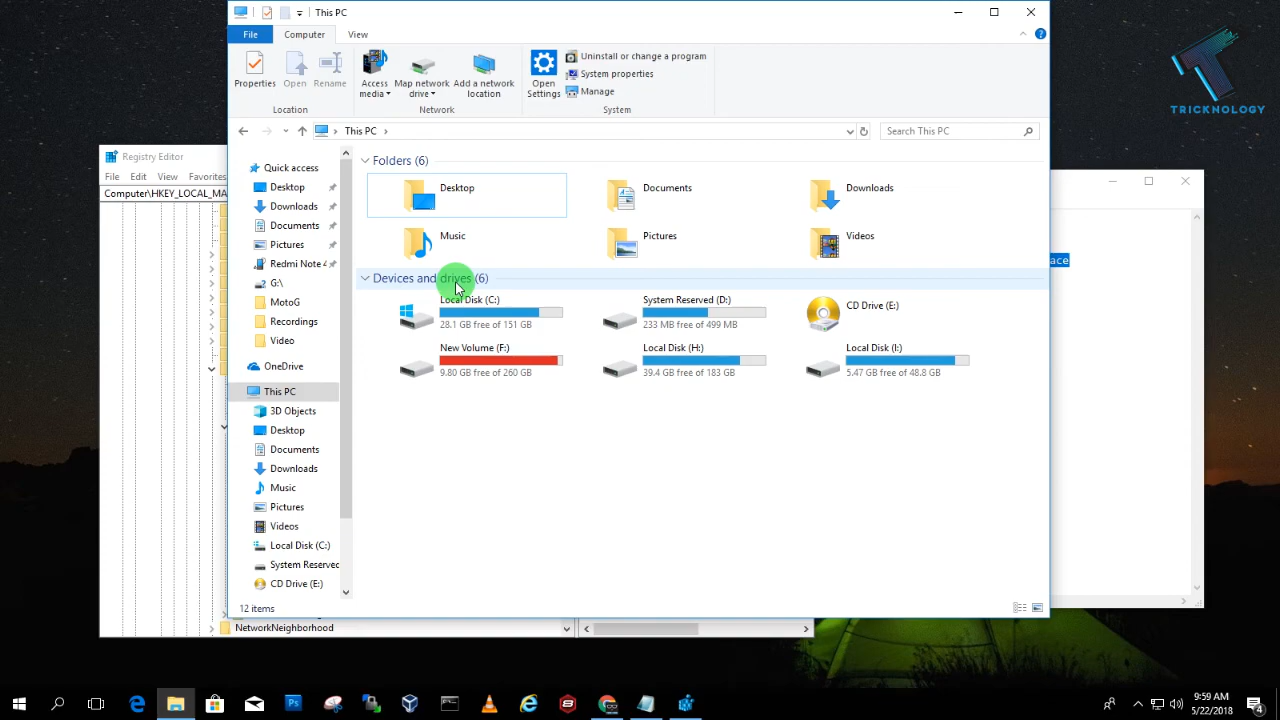 This PC
File
Computer
View
Properties
Open
Rename
Access media
Map network drive
Add a network location
Open Settings
Uninstall or change a program
System properties
Manage
Location
Network
System
This PC
Search This PC
TRICKNOLOGY
Registry Editor
File Edit View Favorites
Computer\HKEY_LOCAL_MA
Quick access
Desktop
Downloads
Documents
Pictures
Redmi Note 4
G:\
MotoG
Recordings
Video
OneDrive
This PC
3D Objects
Desktop
Documents
Downloads
Music
Pictures
Videos
Local Disk (C:)
System Reserved
CD Drive (E:)
Folders (6)
Desktop
Documents
Downloads
Music
Pictures
Videos
Devices and drives (6)
Local Disk (C:)
28.1 GB free of 151 GB
System Reserved (D:)
233 MB free of 499 MB
CD Drive (E:)
New Volume (F:)
9.80 GB free of 260 GB
Local Disk (H:)
39.4 GB free of 183 GB
Local Disk (I:)
5.47 GB free of 48.8 GB
ace
12 items
NetworkNeighborhood
9:59 AM
5/22/2018